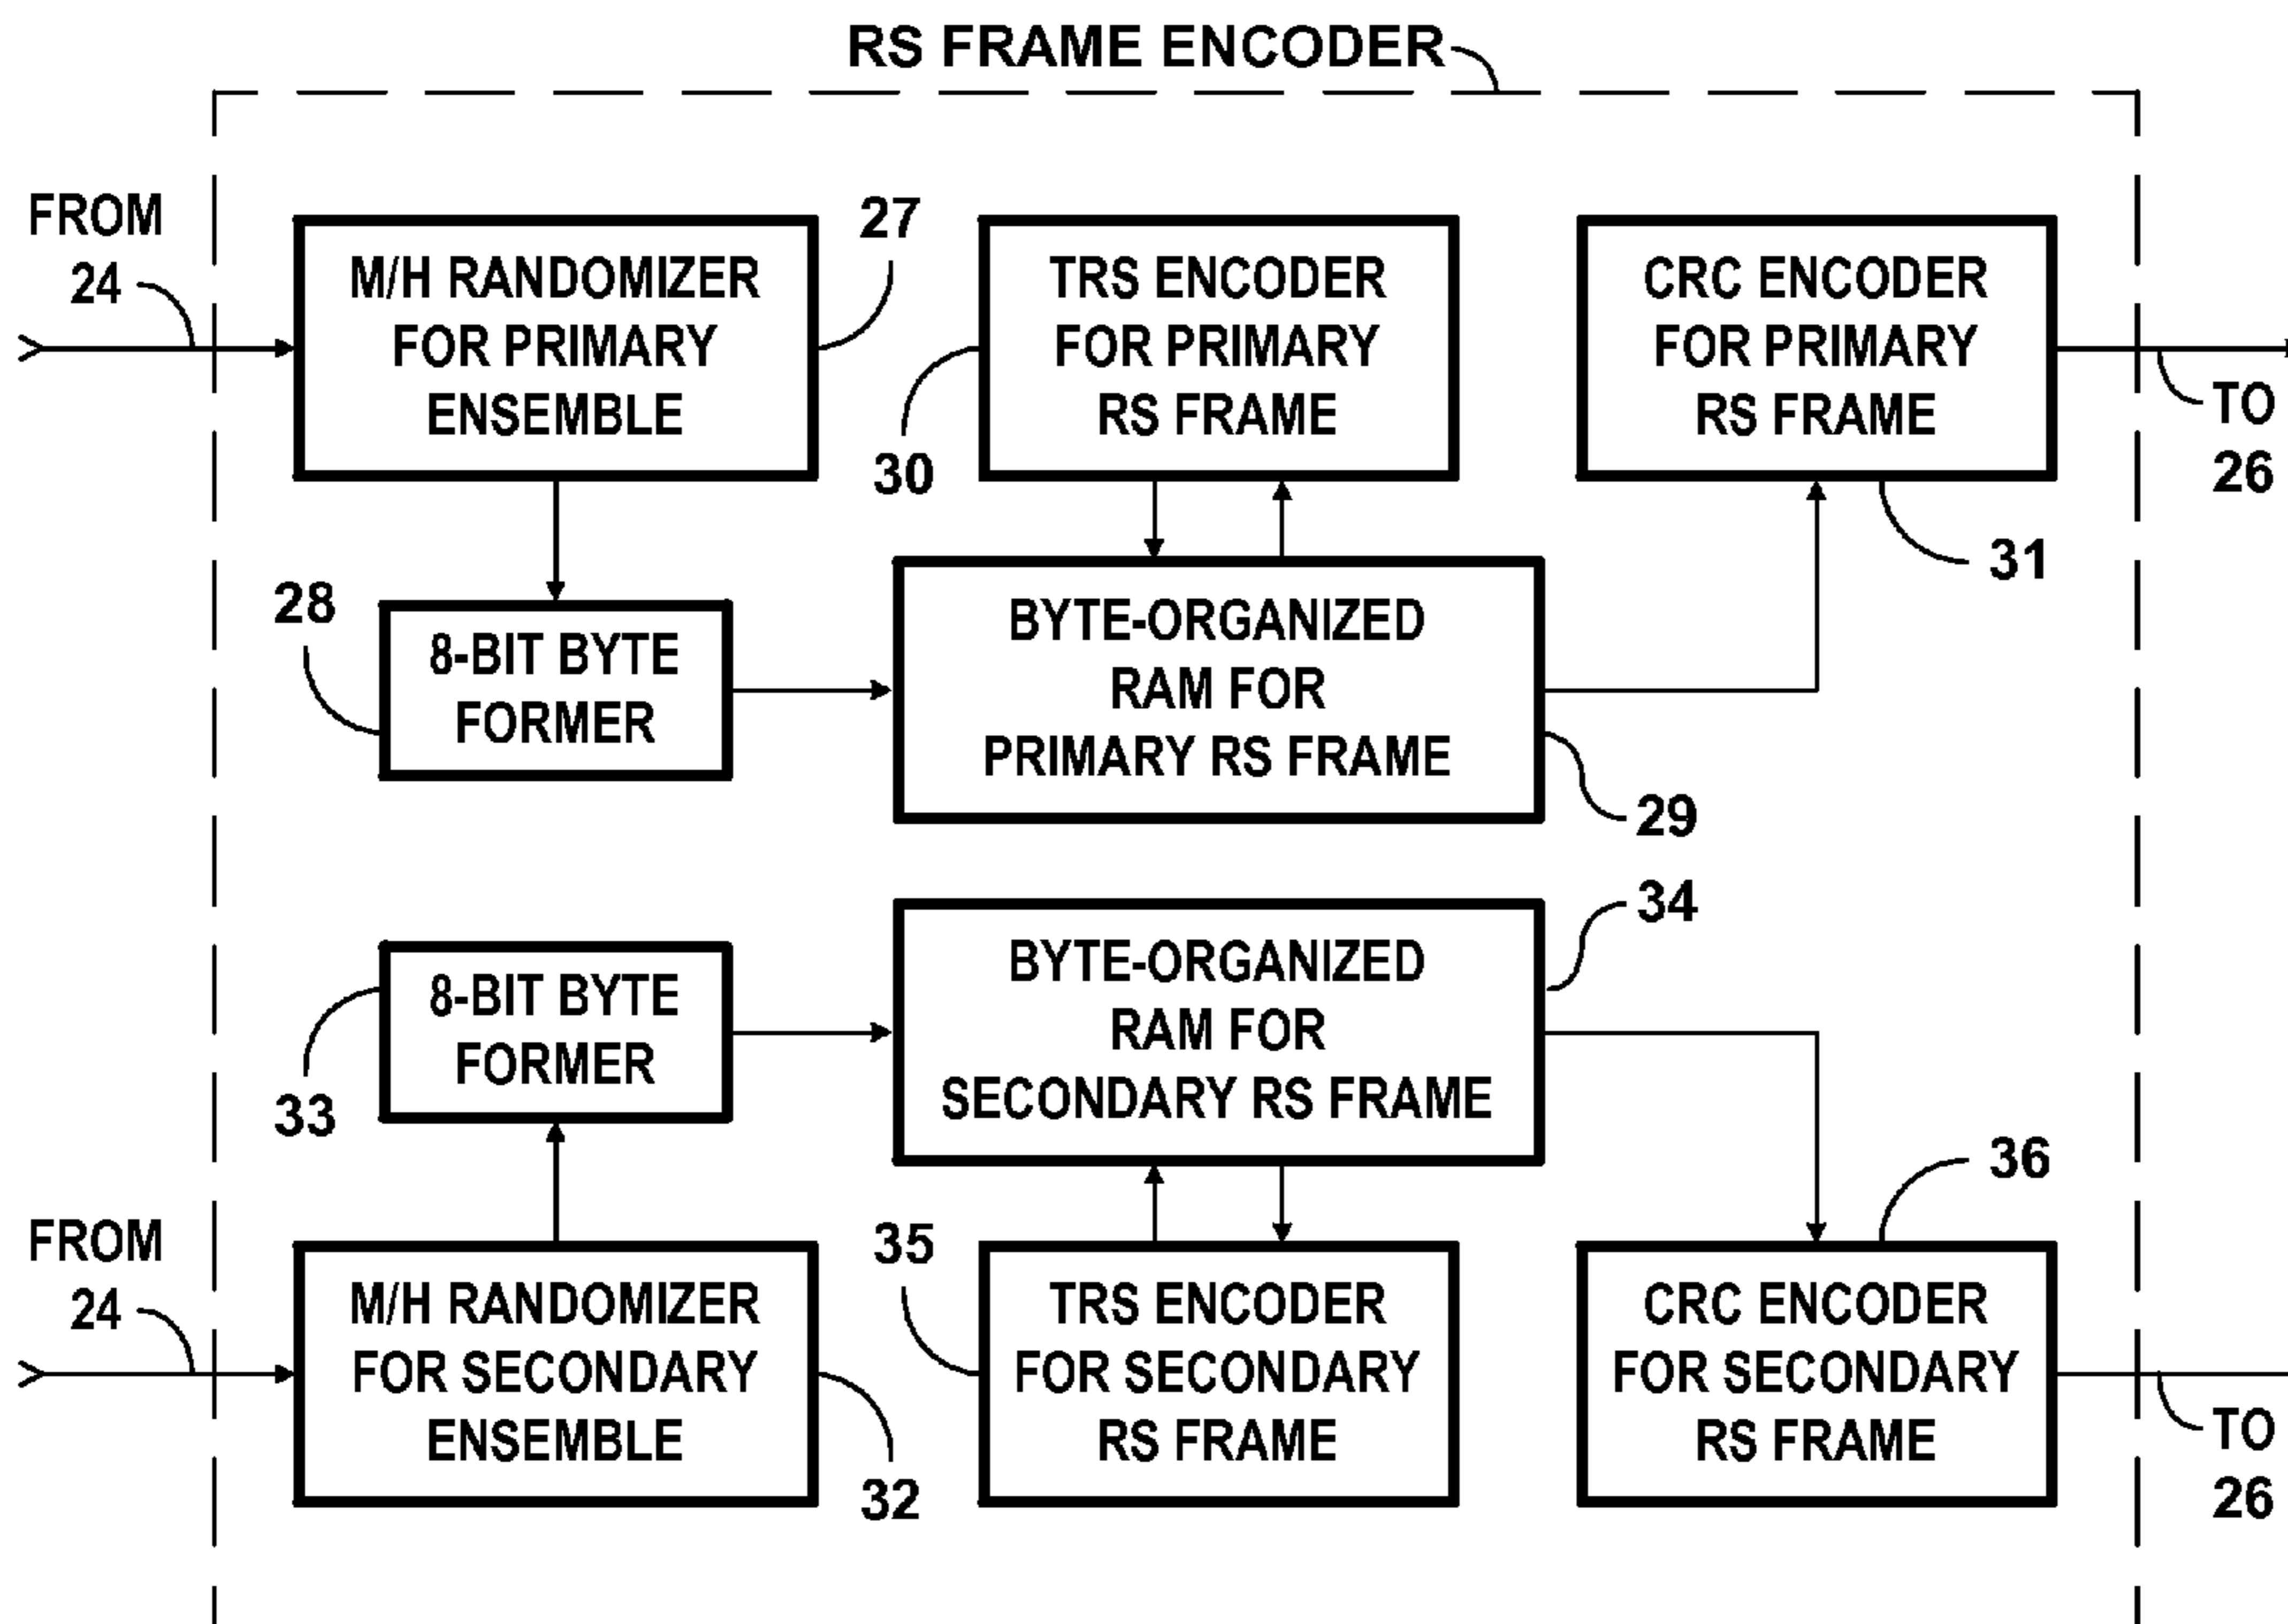 RS FRAME ENCODER
FROM
24
M/H RANDOMIZER
FOR PRIMARY
ENSEMBLE
27
TRS ENCODER
FOR PRIMARY
RS FRAME
30
CRC ENCODER
FOR PRIMARY
RS FRAME
TO
26
31
28
8-BIT BYTE
FORMER
BYTE-ORGANIZED
RAM FOR
PRIMARY RS FRAME
29
33
8-BIT BYTE
FORMER
BYTE-ORGANIZED
RAM FOR
SECONDARY RS FRAME
34
FROM
24
M/H RANDOMIZER
FOR SECONDARY
ENSEMBLE
32
35
TRS ENCODER
FOR SECONDARY
RS FRAME
36
CRC ENCODER
FOR SECONDARY
RS FRAME
TO
26